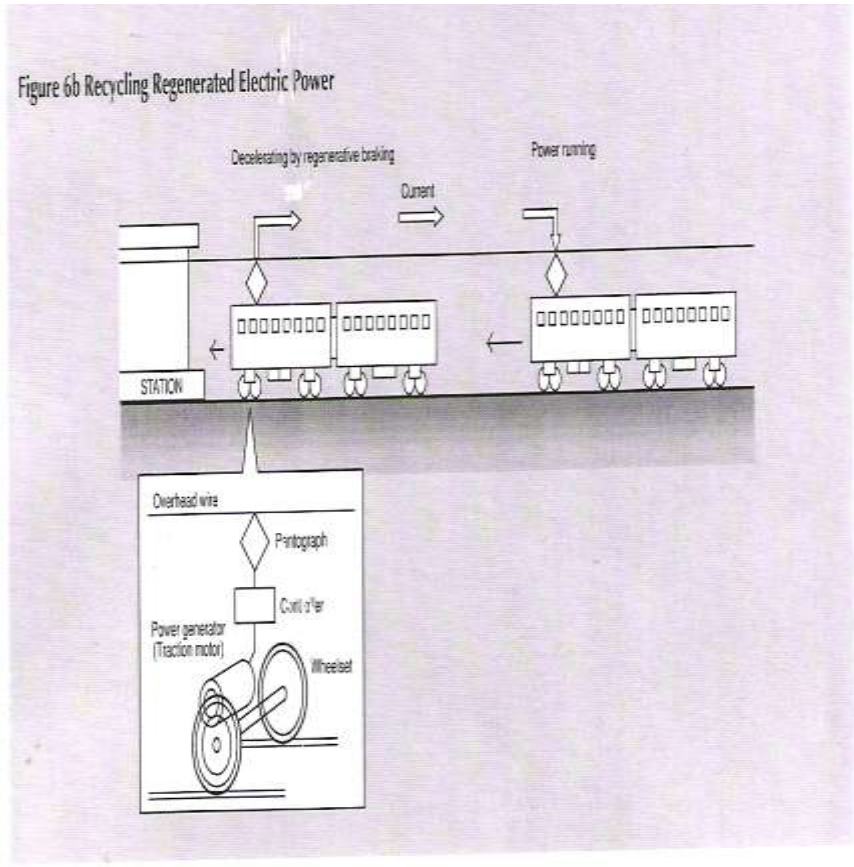 Figure 6b Recycling Regenerated Electric Power
Decelerating by regenerative braking
Power running
Current
STATION
Overhead wire
Pantograph
Controller
Power generator
(Traction motor)
Wheelset